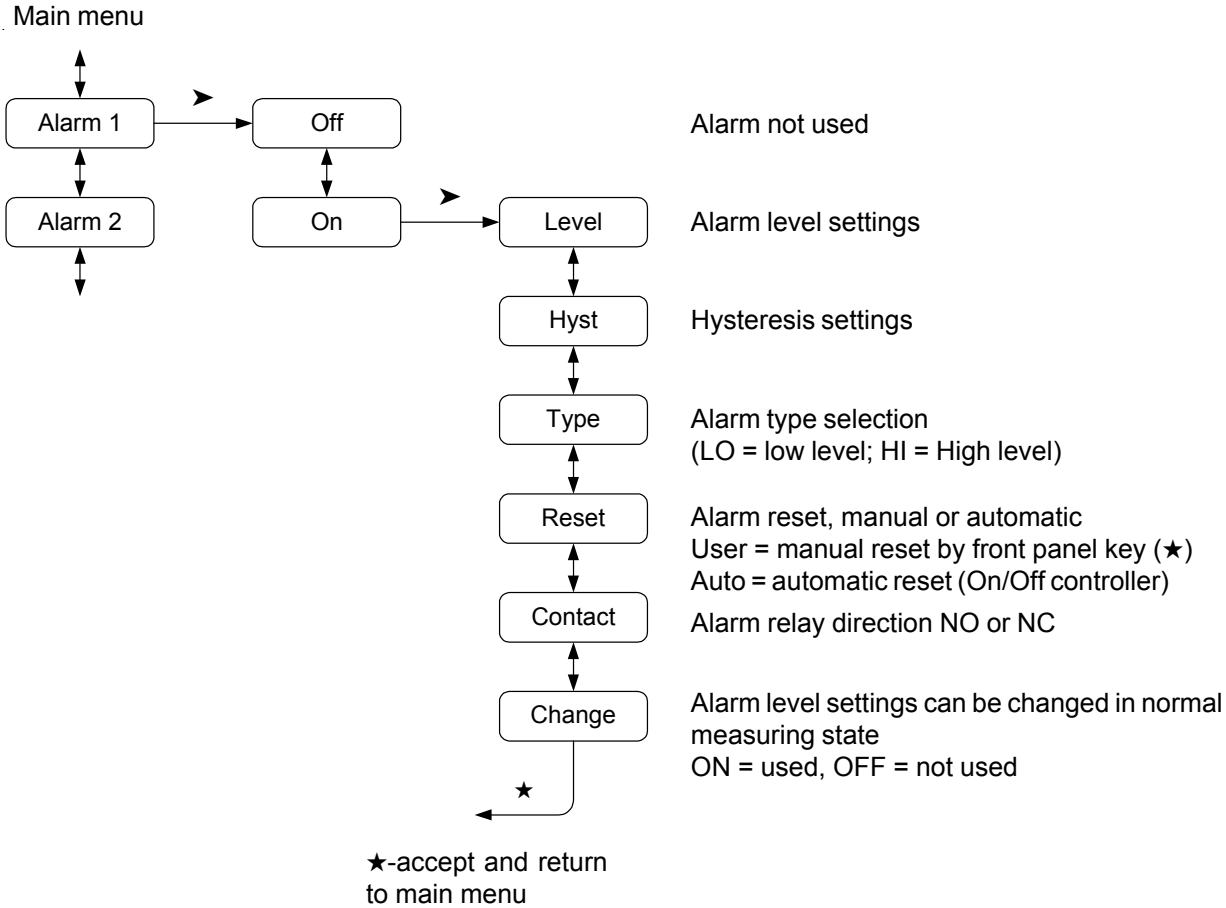 Main menu
Alarm 1
➤
Off
Alarm not used
Alarm 2
On
➤
Level
Alarm level settings
Hyst
Hysteresis settings
Type
Alarm type selection
(LO = low level; HI = High level)
Reset
Alarm reset, manual or automatic
User = manual reset by front panel key (★)
Auto = automatic reset (On/Off controller)
Contact
Alarm relay direction NO or NC
Change
Alarm level settings can be changed in normal
measuring state
ON = used, OFF = not used
★
★-accept and return
to main menu